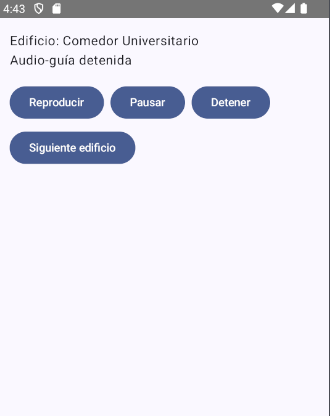 4:43
Edificio: Comedor Universitario
Audio-guía detenida
Reproducir Pausar Detener
Siguiente edificio